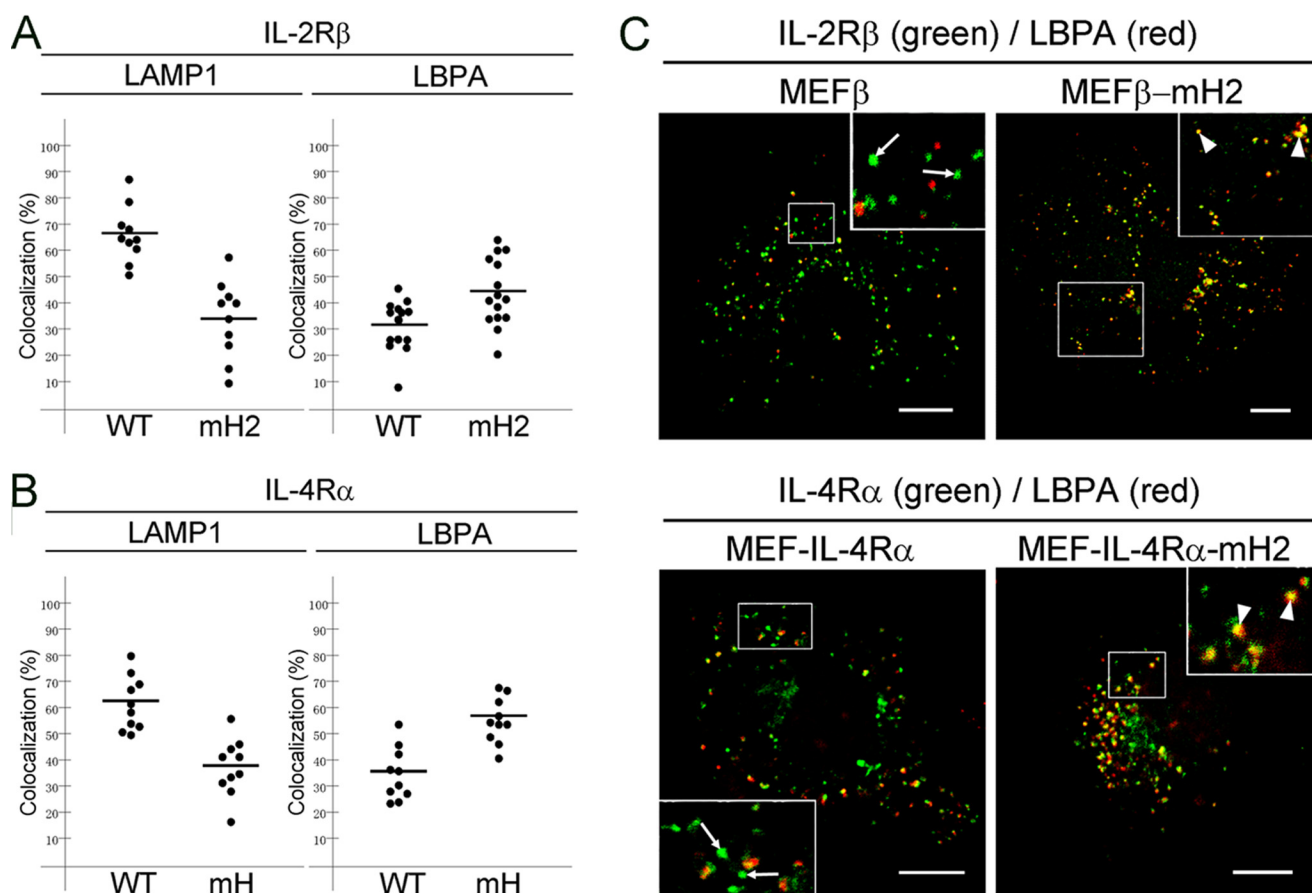 A
IL-2Rβ
LAMP1
LBPA
Colocalization (%)
100
90
80
70
60
50
40
30
20
10
WT
mH2
Colocalization (%)
100
90
80
70
60
50
40
30
20
10
WT
mH2
B
IL-4Rα
LAMP1
LBPA
Colocalization (%)
100
90
80
70
60
50
40
30
20
10
WT
mH
Colocalization (%)
100
90
80
70
60
50
40
30
20
10
WT
mH
C
IL-2Rβ (green) / LBPA (red)
MEFβ
MEFβ–mH2
IL-4Rα (green) / LBPA (red)
MEF-IL-4Rα
MEF-IL-4Rα-mH2